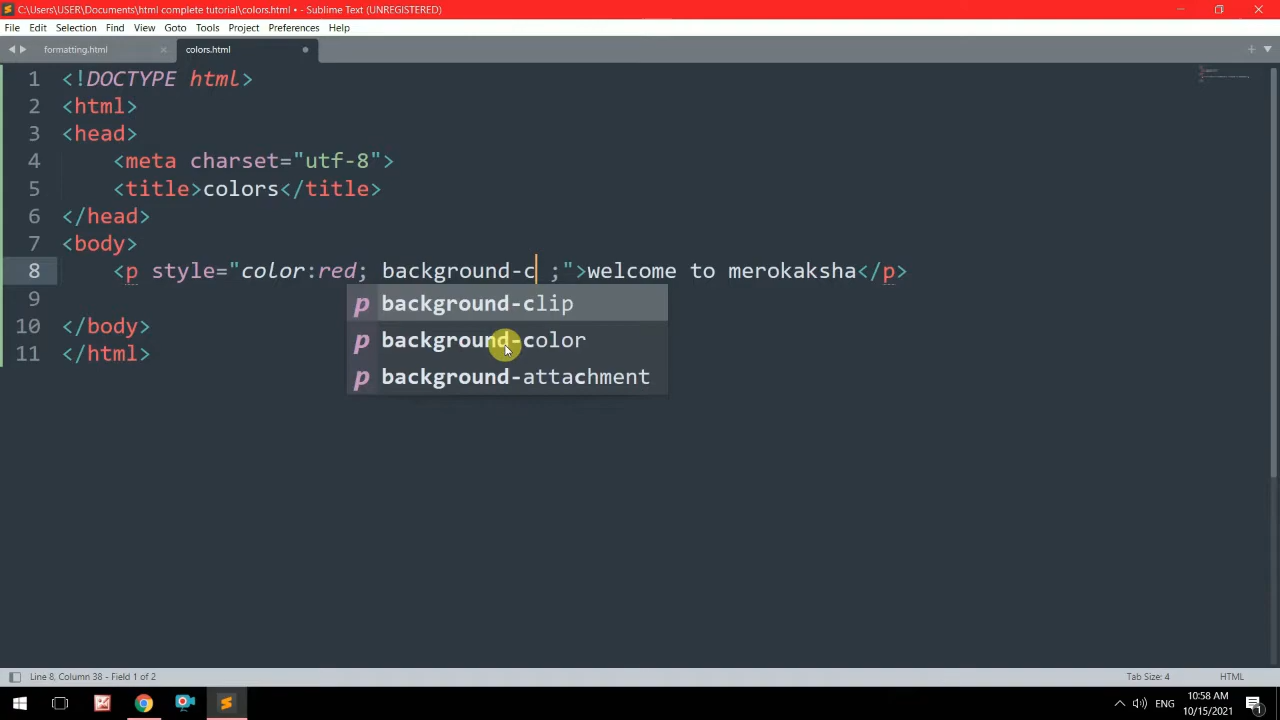 C:\Users\USER\Documents\html complete tutorial\colors.html • - Sublime Text (UNREGISTERED)
File Edit Selection Find View Goto Tools Project Preferences Help
formatting.html colors.html
1 <!DOCTYPE html>
2 <html>
3 <head>
4 <meta charset="utf-8">
5 <title>colors</title>
6 </head>
7 <body>
8 <p style="color:red; background-c ;">welcome to merokaksha</p>
p background-clip
9
p background-color
10 </body>
11 </html>
p background-attachment
Line 8, Column 38 - Field 1 of 2 Tab Size: 4 HTML
10:58 AM
ENG
10/15/2021
1